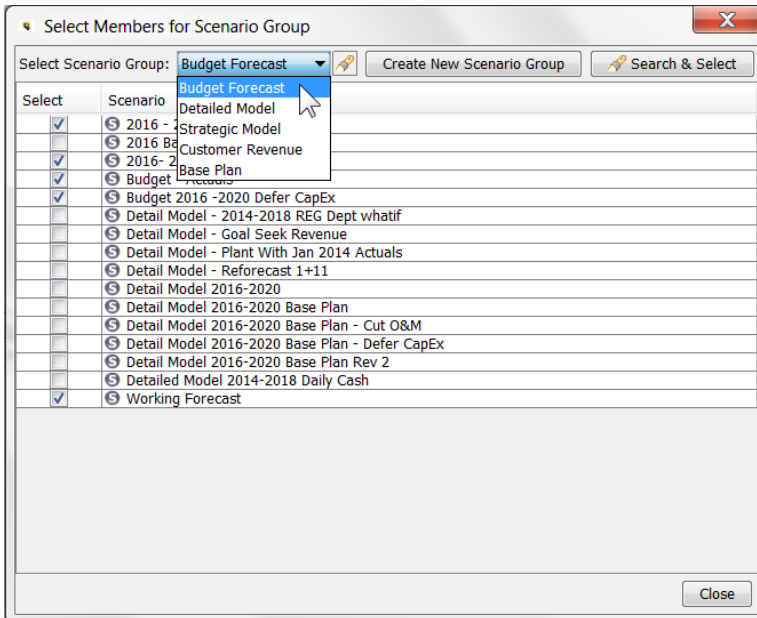 Select Members for Scenario Group
Select Scenario Group: Budget Forecast Create New Scenario Group Search & Select
Budget Forecast
Detailed Model
Strategic Model
Customer Revenue
Base Plan
Select Scenario
2016 -
2016 Ba
2016- 2
Budget - Actuals
Budget 2016 -2020 Defer CapEx
Detail Model - 2014-2018 REG Dept whatif
Detail Model - Goal Seek Revenue
Detail Model - Plant With Jan 2014 Actuals
Detail Model - Reforecast 1+11
Detail Model 2016-2020
Detail Model 2016-2020 Base Plan
Detail Model 2016-2020 Base Plan - Cut O&M
Detail Model 2016-2020 Base Plan - Defer CapEx
Detail Model 2016-2020 Base Plan Rev 2
Detailed Model 2014-2018 Daily Cash
Working Forecast
Close